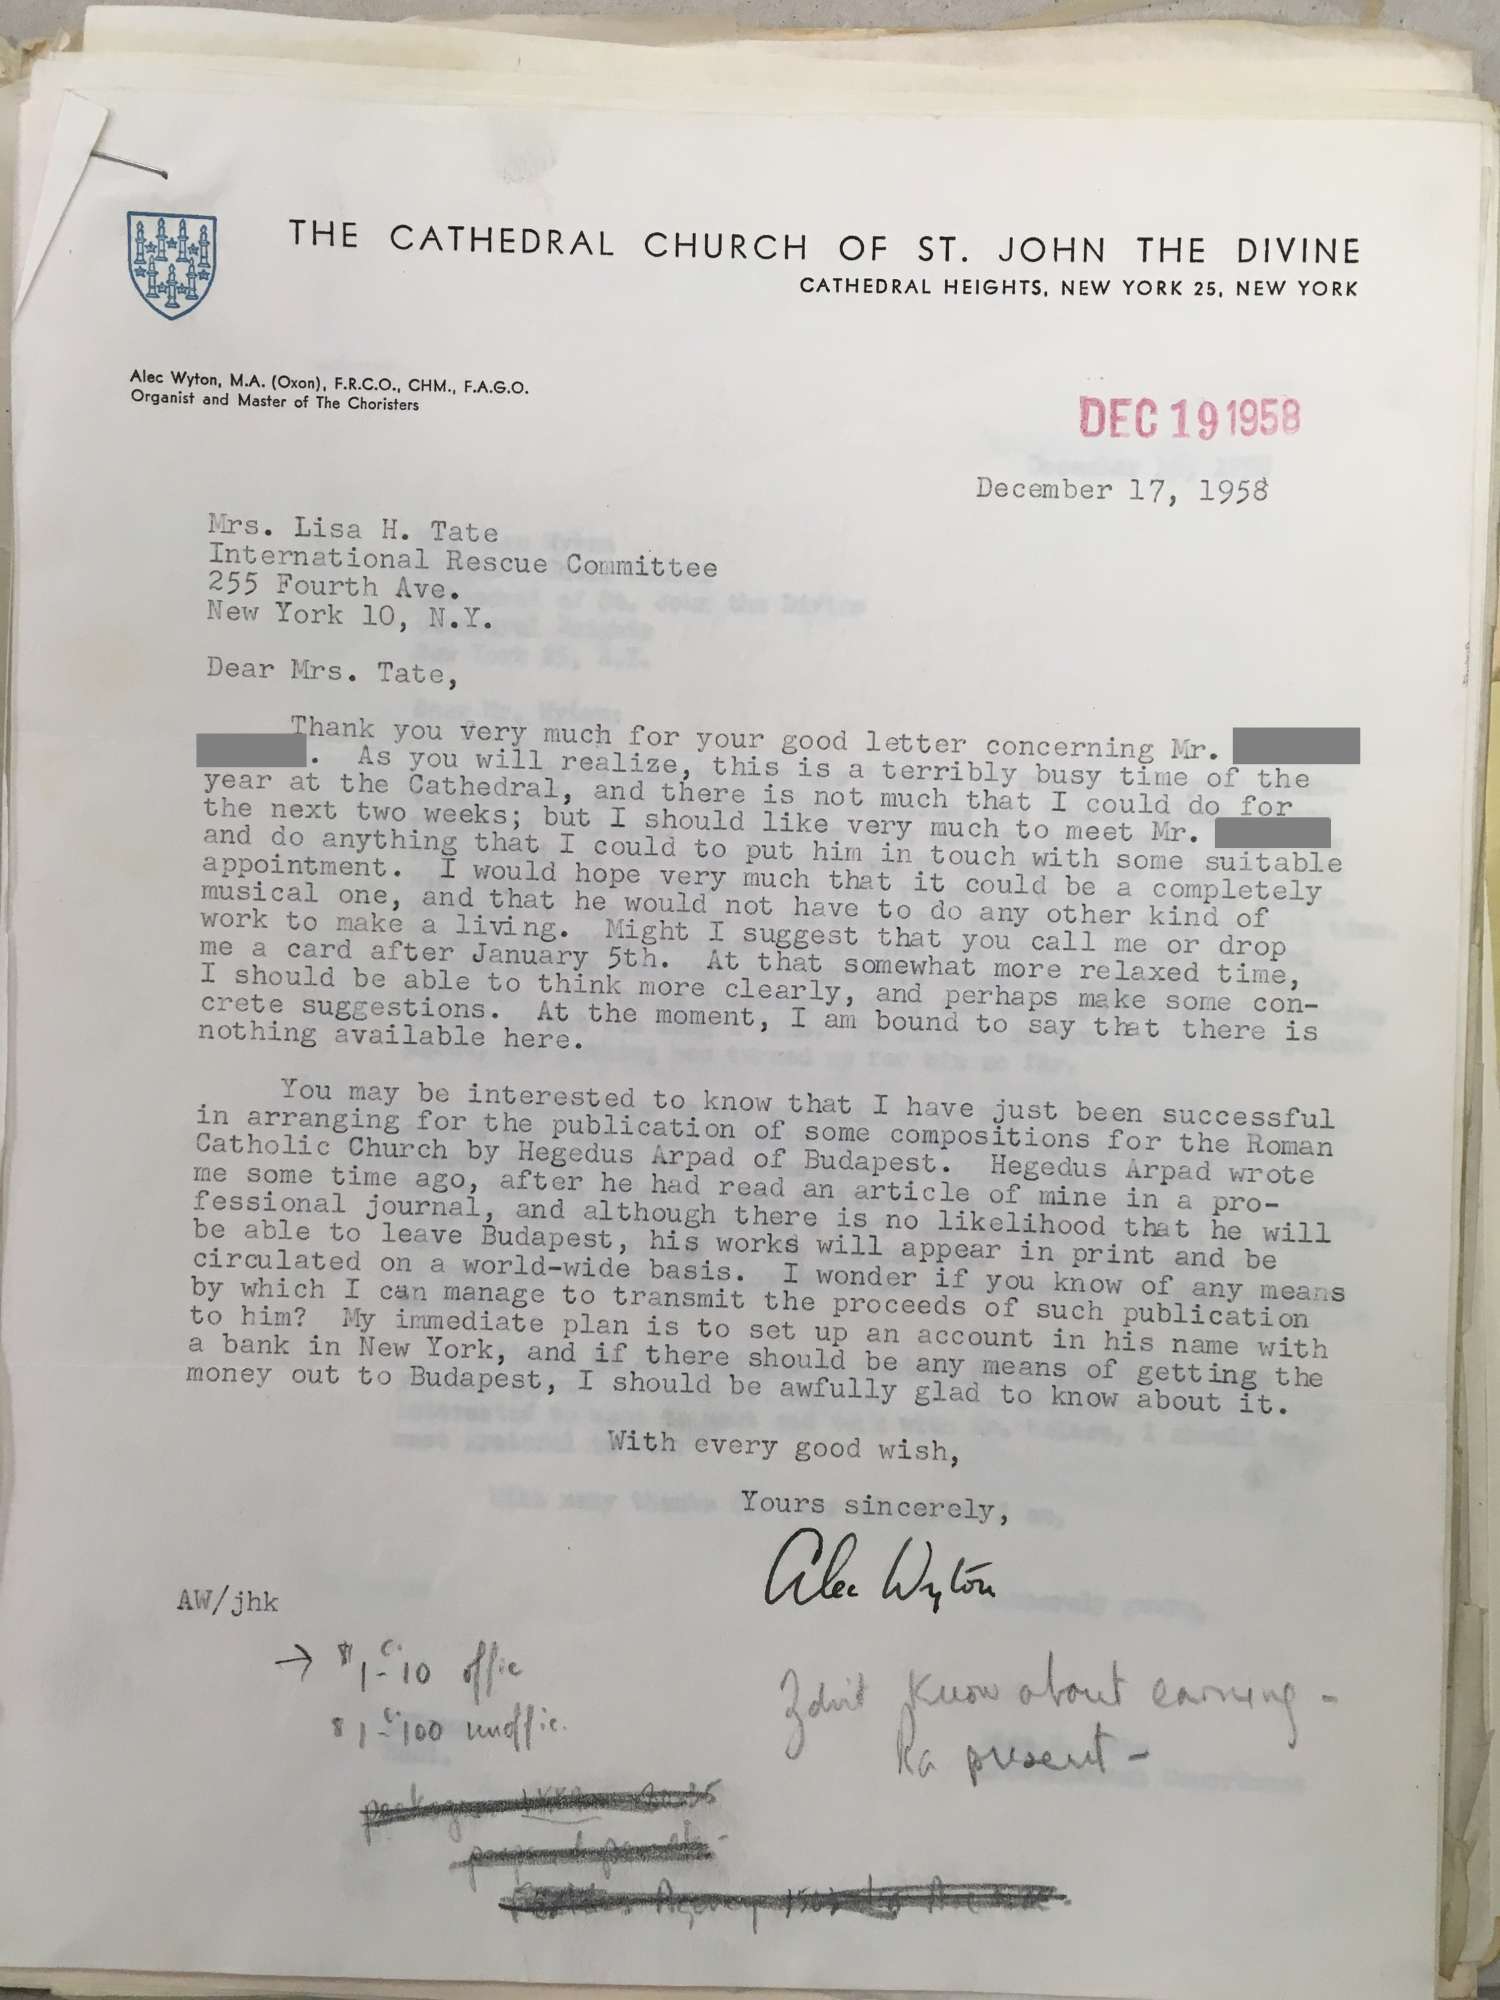 THE CATHEDRAL CHURCH OF ST. JOHN THE DIVINE
CATHEDRAL HEIGHTS, NEW YORK 25, NEW YORK
Alec Wyton, M.A. (Oxon), F.R.C.O., CHM., F.A.G.O.
Organist and Master of The Choristers
DEC 19 1958
December 17, 1958
Mrs. Lisa H. Tate
International Rescue Committee
255 Fourth Ave.
New York 10, N.Y.
Dear Mrs. Tate,
Thank you very much for your good letter concerning Mr.
. As you will realize, this is a terribly busy time of the
year at the Cathedral, and there is not much that I could do for
the next two weeks; but I should like very much to meet Mr.
and do anything that I could to put him in touch with some suitable
appointment. I would hope very much that it could be a completely
musical one, and that he would not have to do any other kind of
work to make a living. Might I suggest that you call me or drop
me a card after January 5th. At that somewhat more relaxed time,
I should be able to think more clearly, and perhaps make some con-
crete suggestions. At the moment, I am bound to say that there is
nothing available here.
You may be interested to know that I have just been successful
in arranging for the publication of some compositions for the Roman
Catholic Church by Hegedus Arpad of Budapest. Hegedus Arpad wrote
me some time ago, after he had read an article of mine in a pro-
fessional journal, and although there is no likelihood that he will
be able to leave Budapest, his works will appear in print and be
circulated on a world-wide basis. I wonder if you know of any means
by which I can manage to transmit the proceeds of such publication
to him? My immediate plan is to set up an account in his name with
a bank in New York, and if there should be any means of getting the
money out to Budapest, I should be awfully glad to know about it.
With every good wish,
Yours sincerely,
Alec Wyton
AW/jhk
→ $1-10 offic
$1-100 unoffic.
know about earning -
present -